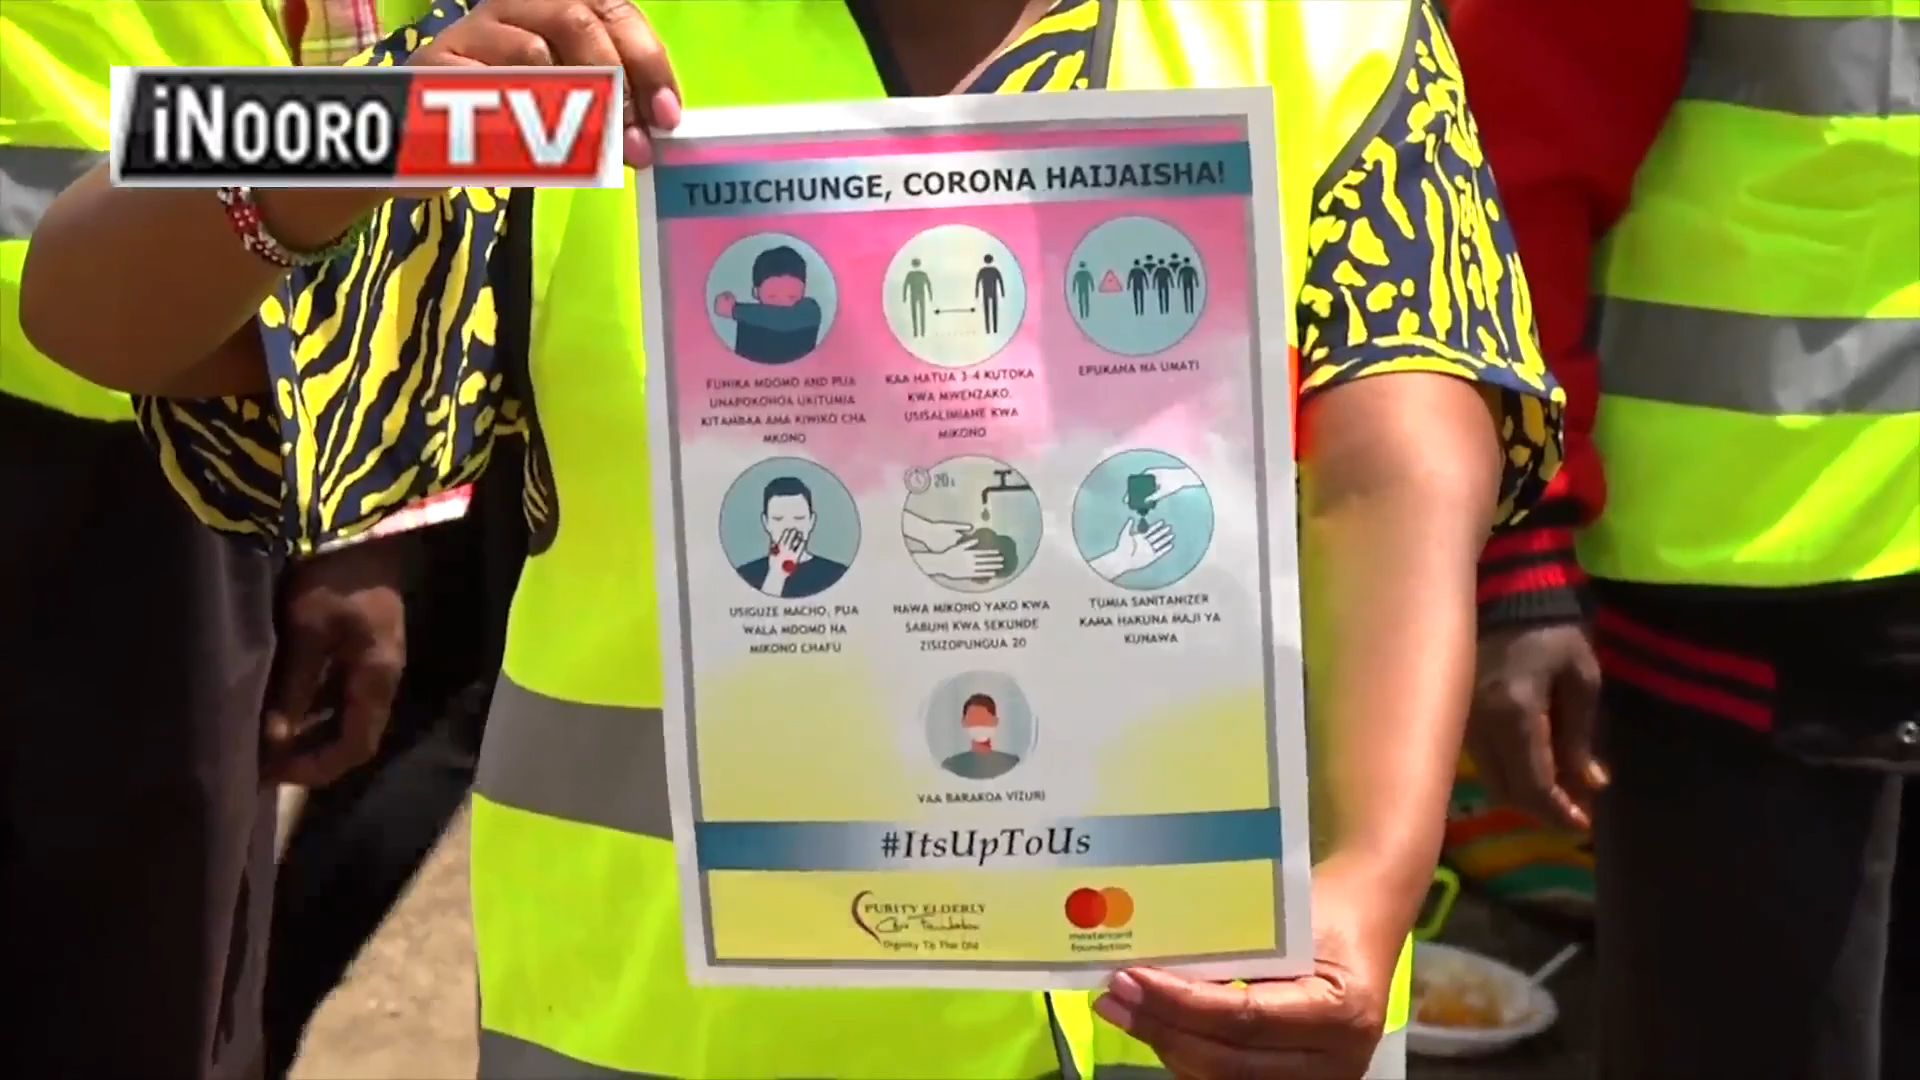 iNOORO TV
TUJICHUNGE, CORONA HAIJAISHA!
FUNIKA MDOMO AND PUA
UNAPOKOHOA UKITUMIA
KITAMBAA AMA KIWIKO CHA
MKONO
KAA HATUA 3-4 KUTOKA
KWA MWENZAKO.
USISALIMIANE KWA
MIKONO
EPUKANA NA UMATI
20s
USIGUZE MACHO, PUA
WALA MDOMO NA
MIKONO CHAFU
NAWA MIKONO YAKO KWA
SABUNI KWA SEKUNDE
ZISIZOPUNGUA 20
TUMIA SANITANIZER
KAMA HAKUNA MAJI YA
KUNAWA
VAA BARAKOA VIZURI
#ItsUpToUs
PURITY ELDERLY
Care Foundation
Dignity To The Old
mastercard
foundation